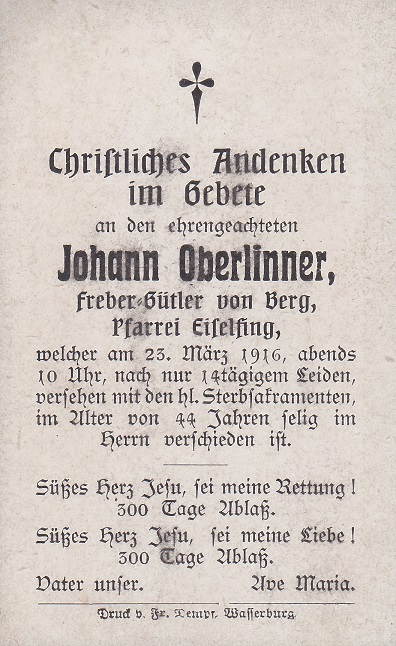 Christliches Andenken
im Gebete
an den ehrengeachteten
Johann Oberlinner,
Freber-Gütler von Berg,
Pfarrei Eiselfing,
welcher am 23. März 1916, abends
10 Uhr, nach nur 14tägigem Leiden,
versehen mit den hl. Sterbsakramenten,
im Alter von 44 Jahren selig im
Herrn verschieden ist.
Süßes Herz Jesu, sei meine Rettung!
300 Tage Ablaß.
Süßes Herz Jesu, sei meine Liebe!
300 Tage Ablaß.
Vater unser. Ave Maria.
Druck v. Fr. Dempf, Wasserburg.